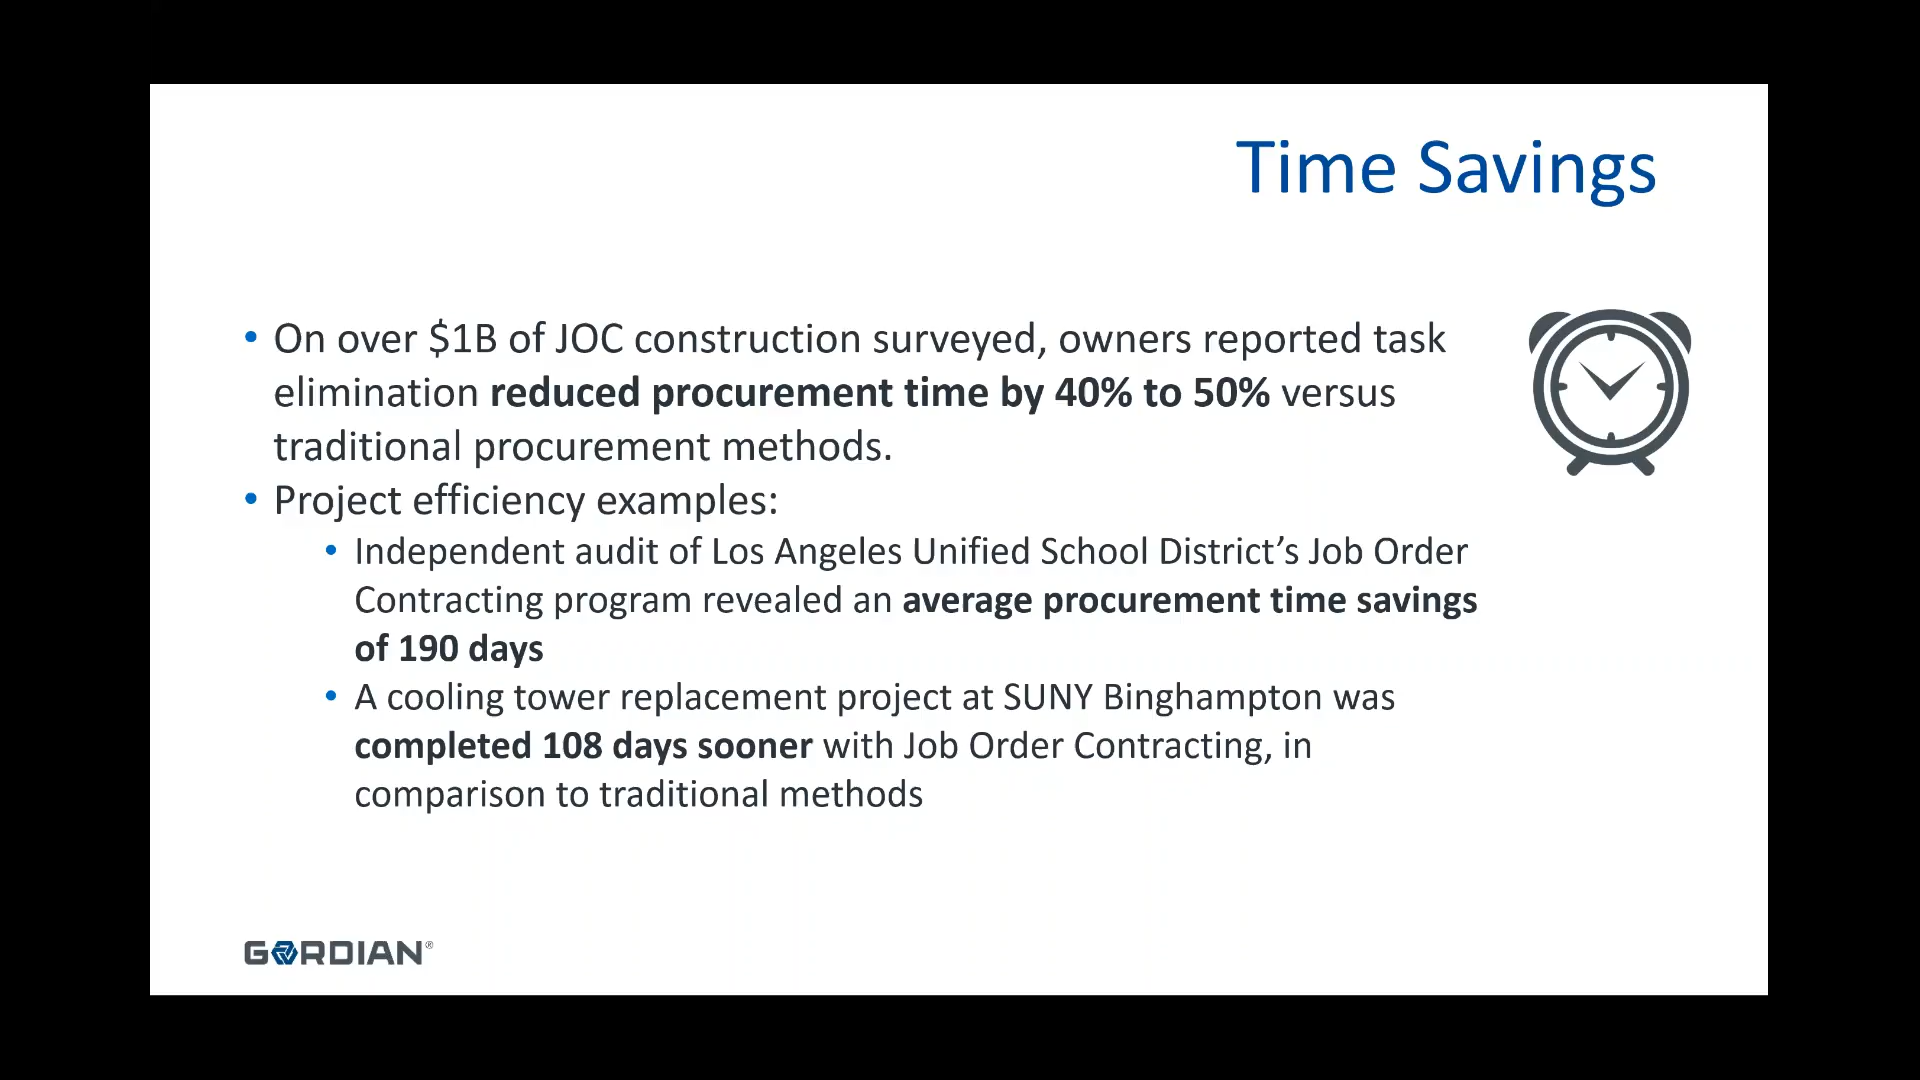 Time Savings
• On over $1B of JOC construction surveyed, owners reported task
elimination reduced procurement time by 40% to 50% versus
traditional procurement methods.
• Project efficiency examples:
• Independent audit of Los Angeles Unified School District’s Job Order
Contracting program revealed an average procurement time savings
of 190 days
• A cooling tower replacement project at SUNY Binghampton was
completed 108 days sooner with Job Order Contracting, in
comparison to traditional methods
GORDIAN®